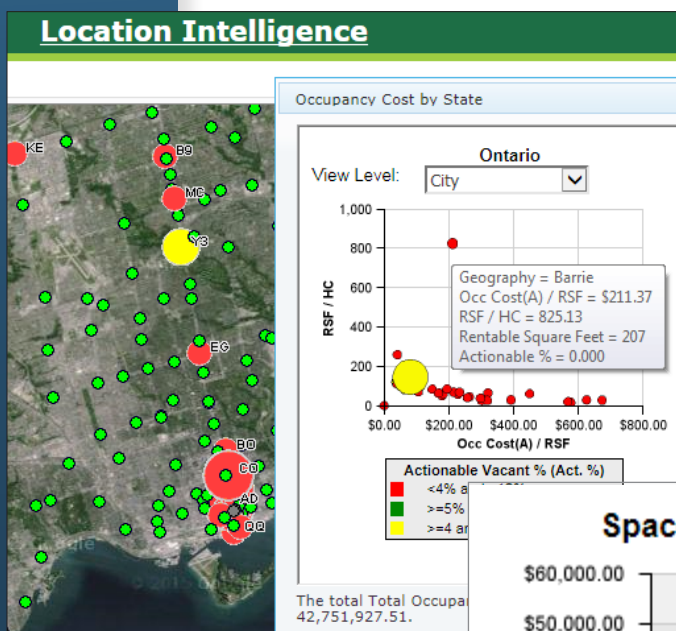 Location Intelligence
Occupancy Cost by State
KE
B9
MC
Y3
EG
BO
CO
AD
QQ
Ontario
View Level:
City
1,000
800
600
400
200
0
RSF / HC
$0.00 $200.00 $400.00 $600.00 $800.00
Occ Cost(A) / RSF
Geography = Barrie
Occ Cost(A) / RSF = $211.37
RSF / HC = 825.13
Rentable Square Feet = 207
Actionable % = 0.000
Actionable Vacant % (Act. %)
<4%
>=5%
>=4
The total Total Occupa
42,751,927.51.
Spac
$60,000.00
$50,000.00